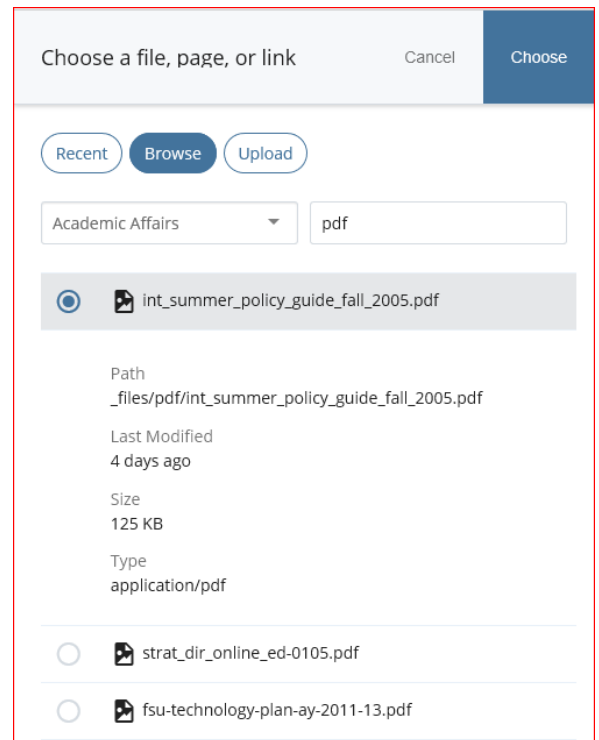 Choose a file, page, or link Cancel Choose
Recent Browse Upload
Academic Affairs pdf
int_summer_policy_guide_fall_2005.pdf
Path
_files/pdf/int_summer_policy_guide_fall_2005.pdf
Last Modified
4 days ago
Size
125 KB
Type
application/pdf
strat_dir_online_ed-0105.pdf
fsu-technology-plan-ay-2011-13.pdf